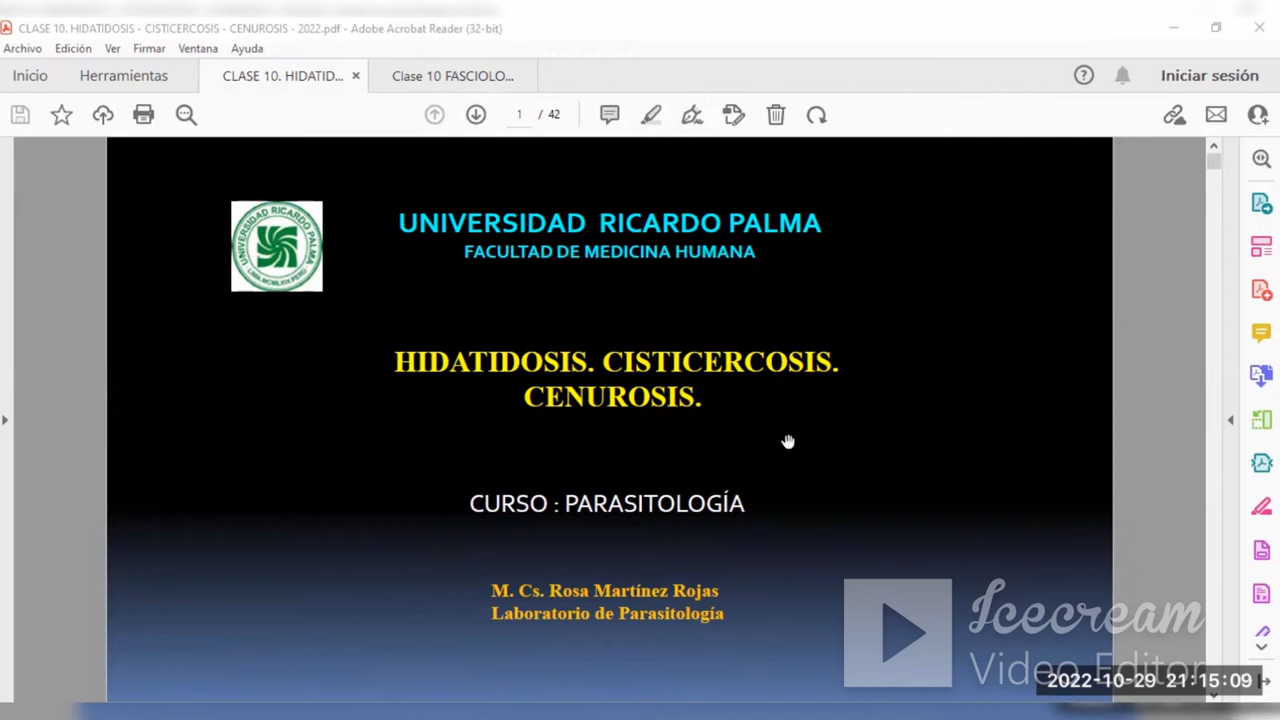 CLASE 10. HIDATIDOSIS - CISTICERCOSIS - CENUROSIS - 2022.pdf - Adobe Acrobat Reader (32-bit)
Archivo Edición Ver Firmar Ventana Ayuda
Inicio Herramientas CLASE 10. HIDATID... × Clase 10 FASCIOLO... Iniciar sesión
1 / 42
UNIVERSIDAD RICARDO PALMA
FACULTAD DE MEDICINA HUMANA
UNIVERSIDAD RICARDO PALMA
HIDATIDOSIS. CISTICERCOSIS.
CENUROSIS.
CURSO : PARASITOLOGÍA
M. Cs. Rosa Martínez Rojas
Laboratorio de Parasitología
Icecream
Video Editor
2022-10-29 21:15:09